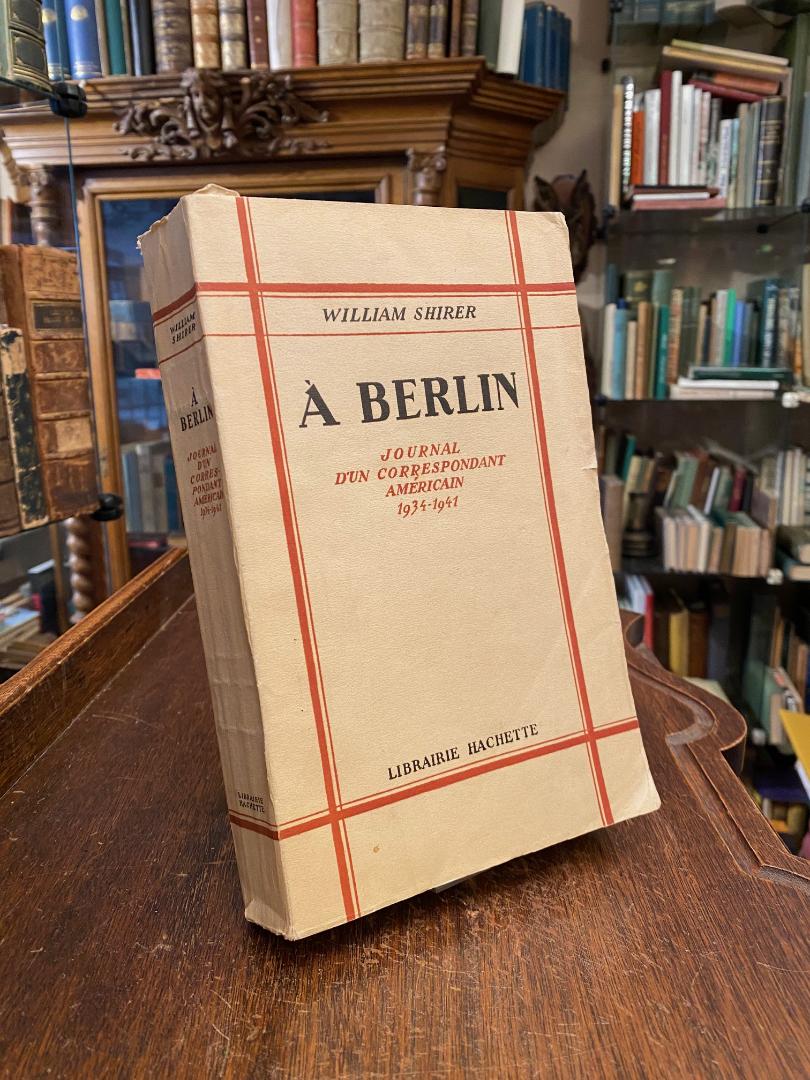 WILLIAM SHIRER
À BERLIN
JOURNAL
D'UN CORRESPONDANT
AMÉRICAIN
1934-1941
LIBRAIRIE HACHETTE
WILLIAM
SHIRER
À
BERLIN
JOURNAL
D'UN
CORRES-
PONDANT
AMÉRICAIN
1934-1941
LIBRAIRIE
HACHETTE